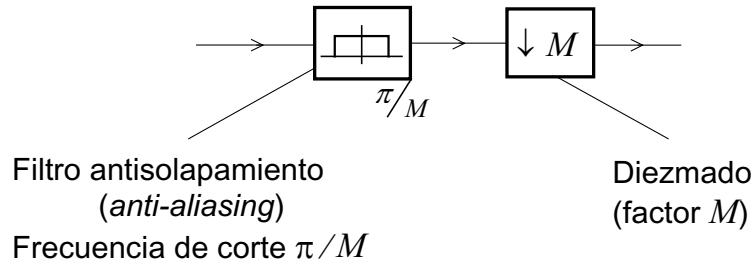 ↓ M
π/M
Filtro antisolapamiento
(anti-aliasing)
Frecuencia de corte π/M
Diezmado
(factor M)